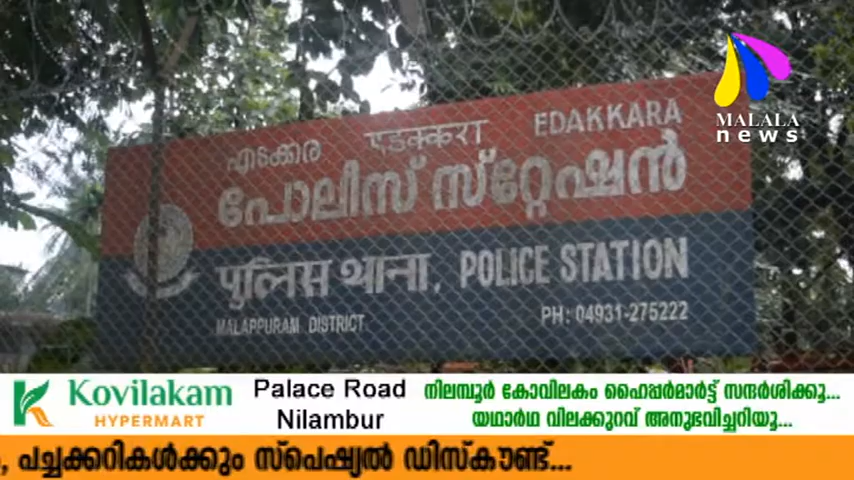 എടക്കര एडक्करा EDAKKARA
പോലിസ് സ്റ്റേഷൻ
पुलिस थाना, POLICE STATION
MALAPPURAM DISTRICT PH: 04931-275222
MALALA
news
Kovilakam
HYPERMART
Palace Road
Nilambur
നിലമ്പൂർ കോവിലകം ഹൈപ്പർമാർട്ട് സന്ദർശിക്കൂ...
യഥാർഥ വിലക്കുറവ് അനുഭവിച്ചറിയൂ...
, പച്ചക്കറികൾക്കും സ്പെഷ്യൽ ഡിസ്കൗണ്ട്...